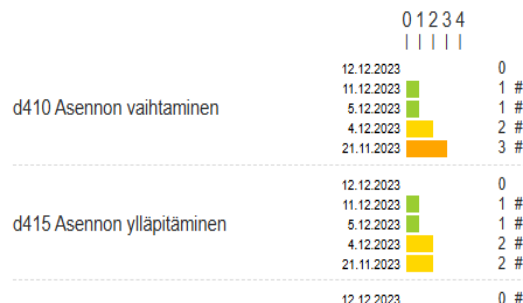 0 1 2 3 4
12.12.2023 0
11.12.2023 1 #
d410 Asennon vaihtaminen 5.12.2023 1 #
4.12.2023 2 #
21.11.2023 3 #
12.12.2023 0
11.12.2023 1 #
d415 Asennon ylläpitäminen 5.12.2023 1 #
4.12.2023 2 #
21.11.2023 2 #
12.12.2023 0 #